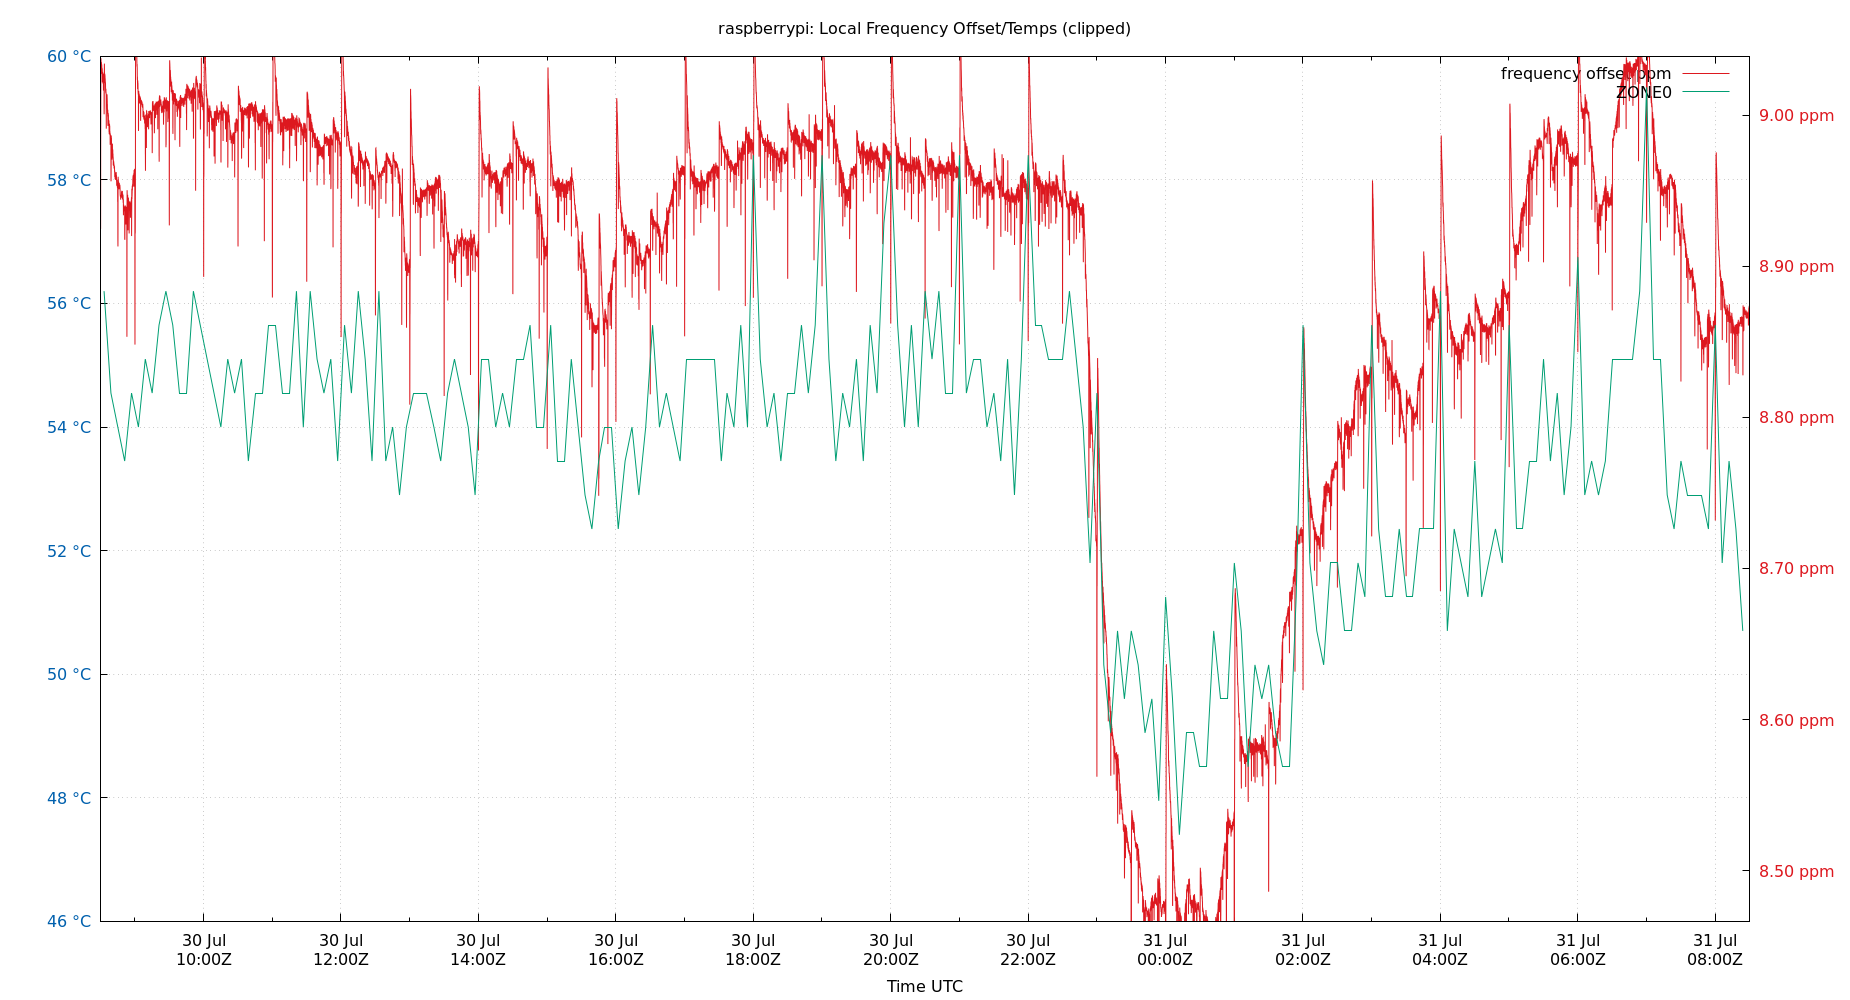 raspberrypi: Local Frequency Offset/Temps (clipped)
60 °C
58 °C
56 °C
54 °C
52 °C
50 °C
48 °C
46 °C
frequency offset ppm
ZONE0
9.00 ppm
8.90 ppm
8.80 ppm
8.70 ppm
8.60 ppm
8.50 ppm
30 Jul 30 Jul 30 Jul 30 Jul 30 Jul 30 Jul 30 Jul 31 Jul 31 Jul 31 Jul 31 Jul 31 Jul
10:00Z 12:00Z 14:00Z 16:00Z 18:00Z 20:00Z 22:00Z 00:00Z 02:00Z 04:00Z 06:00Z 08:00Z
Time UTC